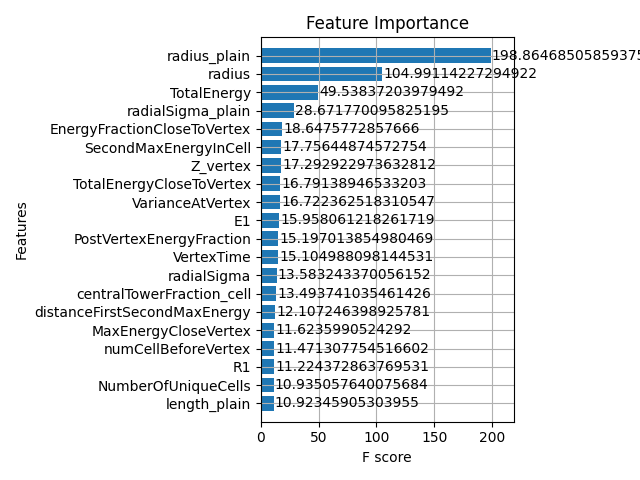 Feature Importance
radius_plain 198.86468505859375
radius 104.99114227294922
TotalEnergy 49.53837203979492
radialSigma_plain 28.671770095825195
EnergyFractionCloseToVertex 18.6475772857666
SecondMaxEnergyInCell 17.75644874572754
Z_vertex 17.292922973632812
TotalEnergyCloseToVertex 16.79138946533203
VarianceAtVertex 16.722362518310547
E1 15.958061218261719
PostVertexEnergyFraction 15.197013854980469
VertexTime 15.104988098144531
radialSigma 13.583243370056152
centralTowerFraction_cell 13.493741035461426
distanceFirstSecondMaxEnergy 12.107246398925781
MaxEnergyCloseVertex 11.6235990524292
numCellBeforeVertex 11.471307754516602
R1 11.224372863769531
NumberOfUniqueCells 10.935057640075684
length_plain 10.92345905303955
0 50 100 150 200
F score
Features